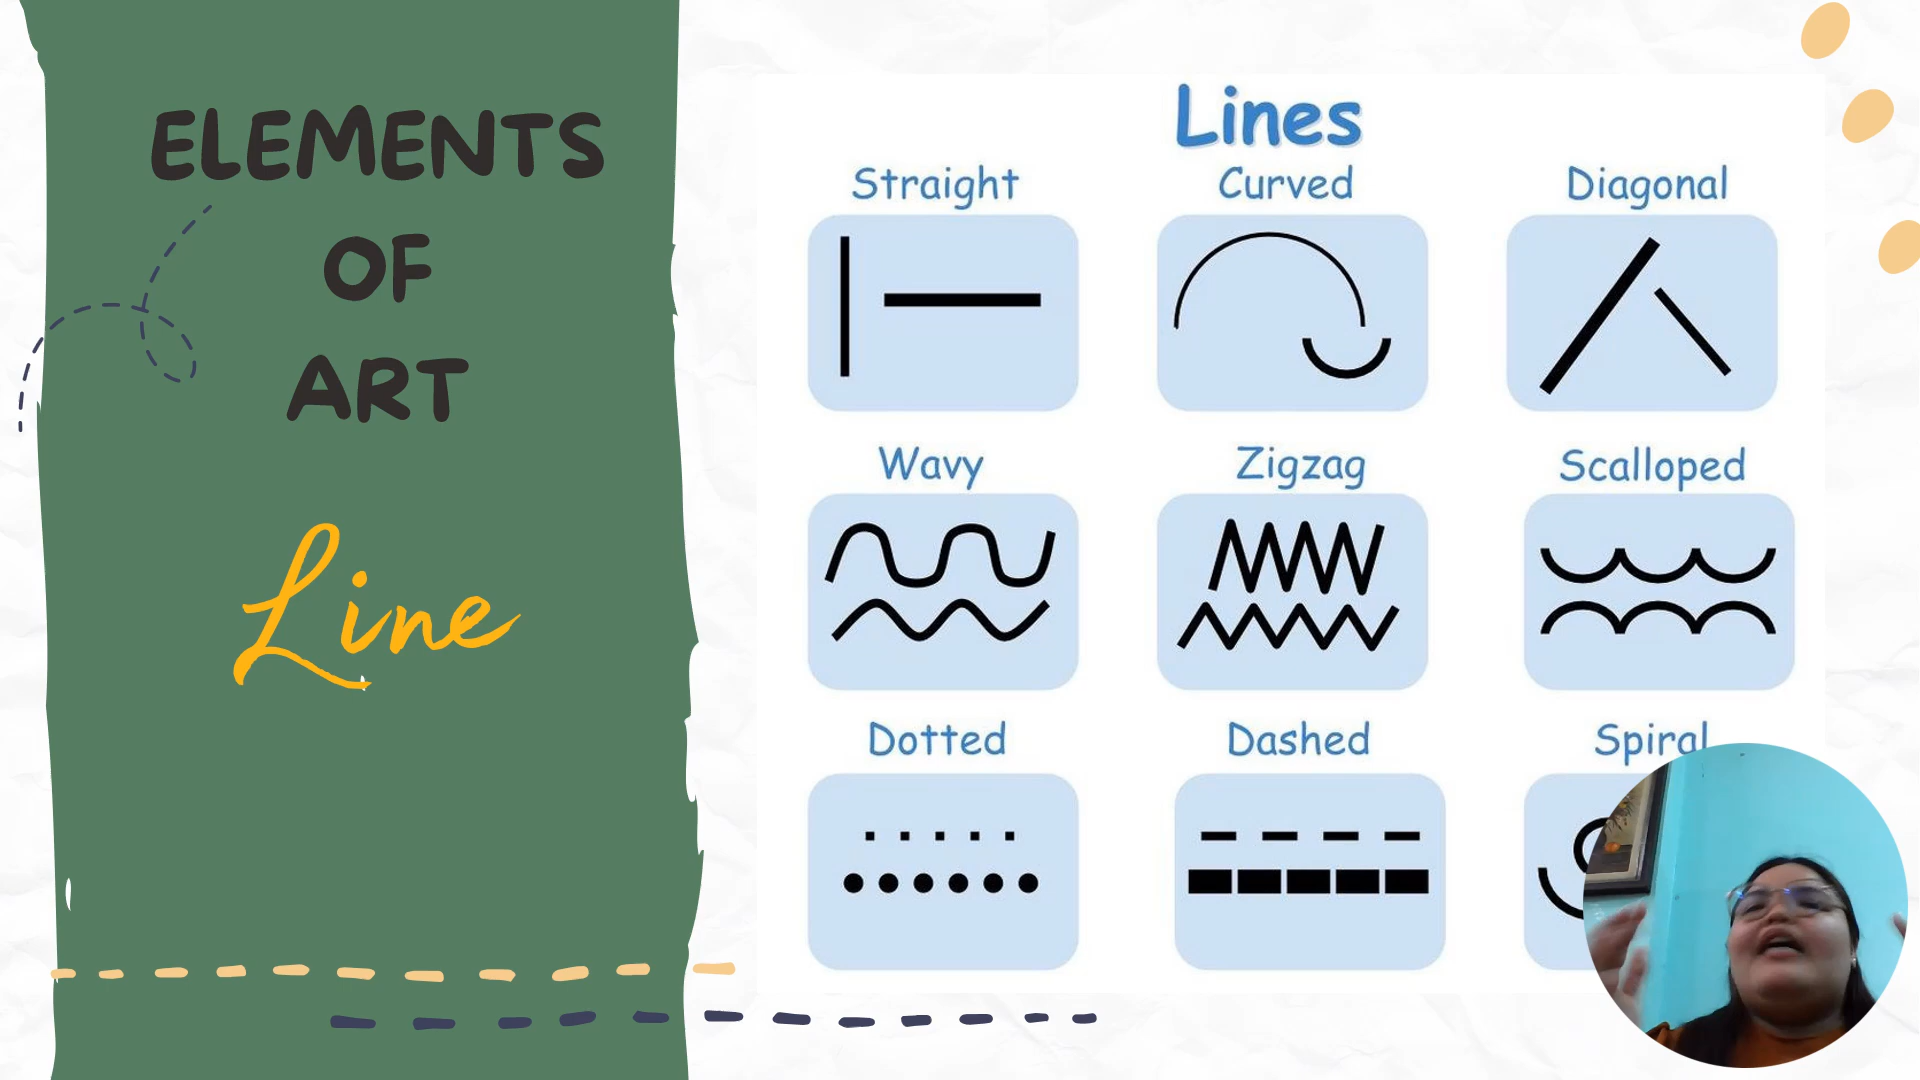 ELEMENTS
OF
ART
Line
Lines
Straight Curved Diagonal
Wavy Zigzag Scalloped
Dotted Dashed Spiral